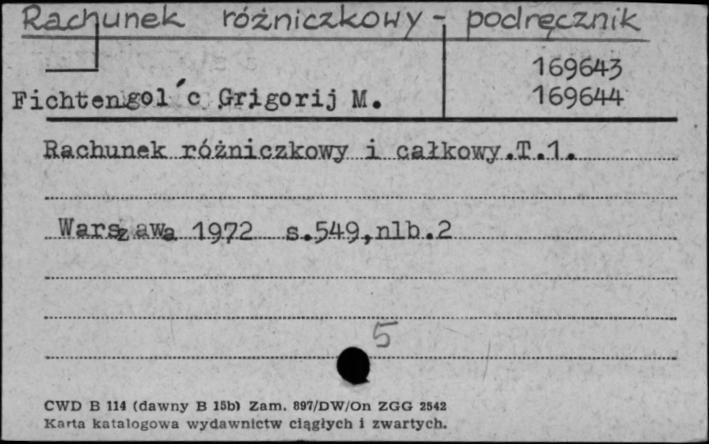 Rachunek różniczkowy - podręcznik
169643
Fichtengol'c Grigorij M.
169644
Rachunek różniczkowy i całkowy.T.1.
Warszawa 1972 s.549,nlb.2
5
CWD B 114 (dawny B 15b) Zam. 897/DW/On ZGG 2542
Karta katalogowa wydawnictw ciągłych i zwartych.